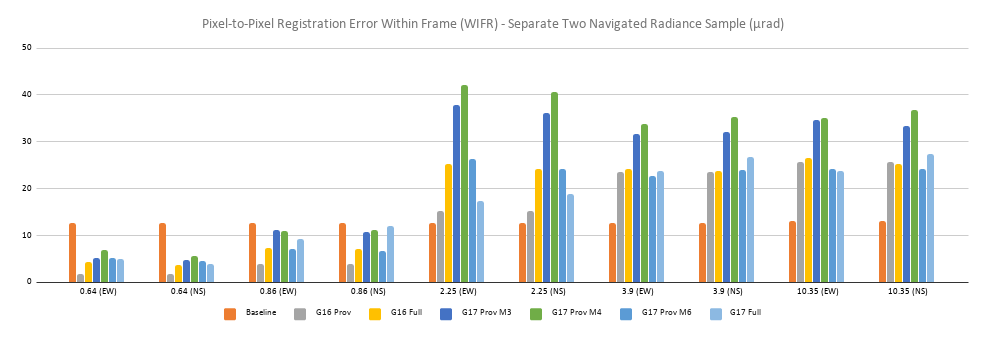 Pixel-to-Pixel Registration Error Within Frame (WIFR) - Separate Two Navigated Radiance Sample (μrad)
50
40
30
20
10
0
0.64 (EW) 0.64 (NS) 0.86 (EW) 0.86 (NS) 2.25 (EW) 2.25 (NS) 3.9 (EW) 3.9 (NS) 10.35 (EW) 10.35 (NS)
Baseline G16 Prov G16 Full G17 Prov M3 G17 Prov M4 G17 Prov M6 G17 Full